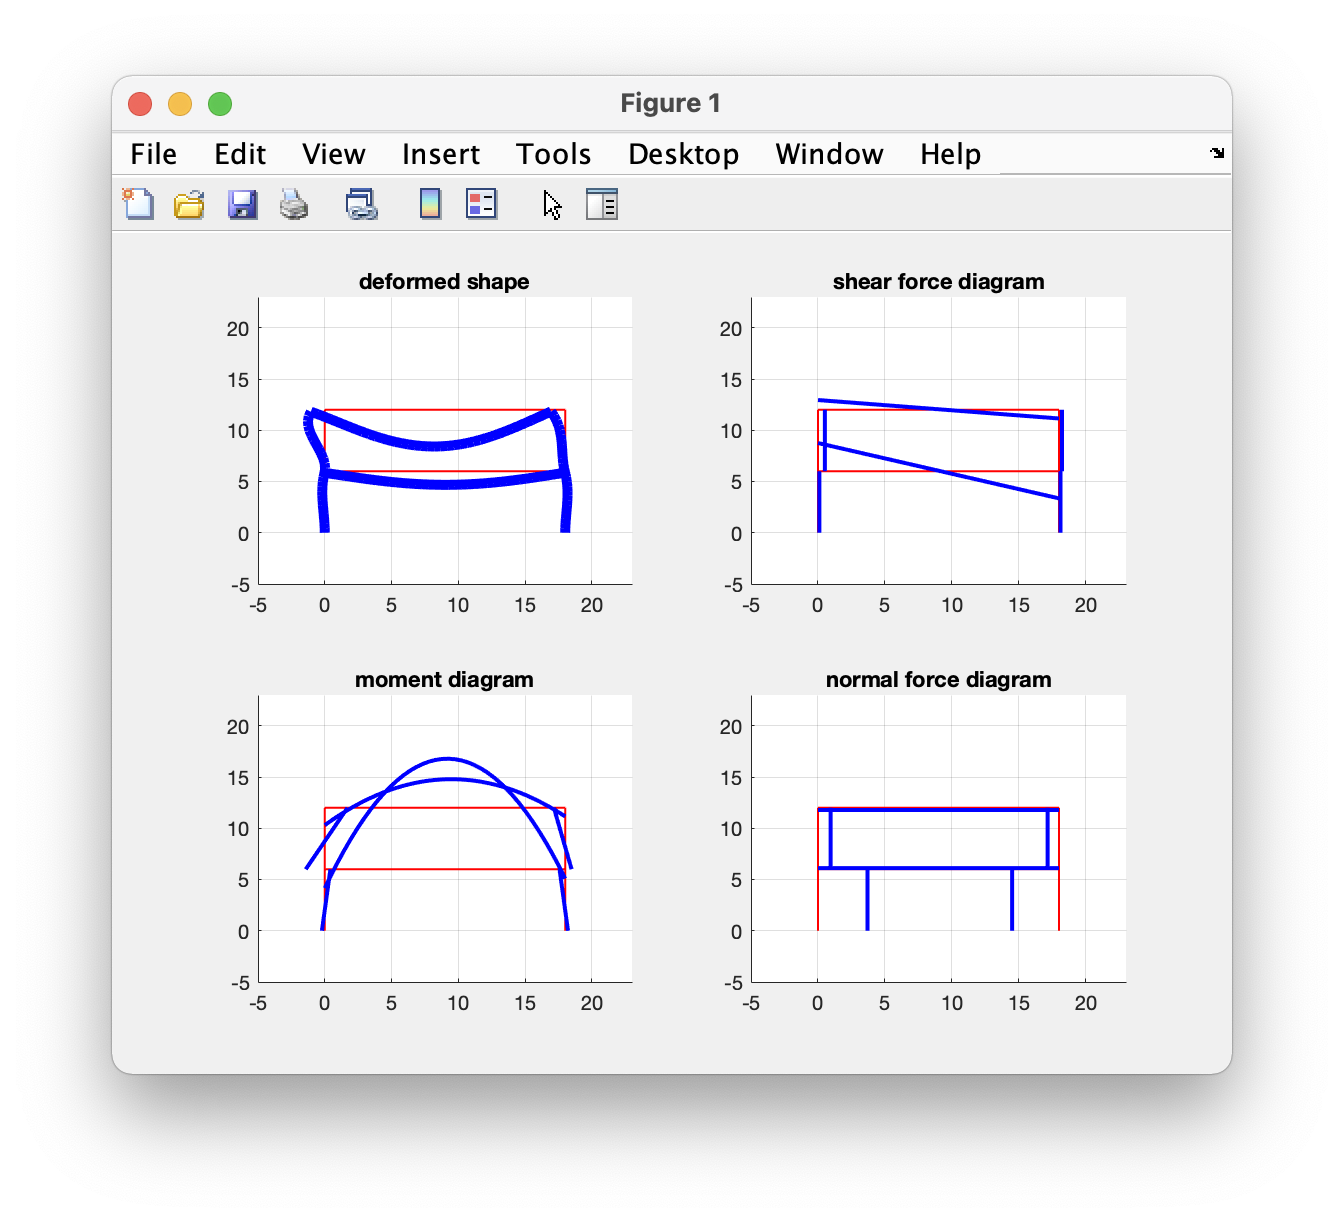 Figure 1
File Edit View Insert Tools Desktop Window Help
deformed shape
20
15
10
5
0
-5
-5 0 5 10 15 20
shear force diagram
20
15
10
5
0
-5
-5 0 5 10 15 20
moment diagram
20
15
10
5
0
-5
-5 0 5 10 15 20
normal force diagram
20
15
10
5
0
-5
-5 0 5 10 15 20